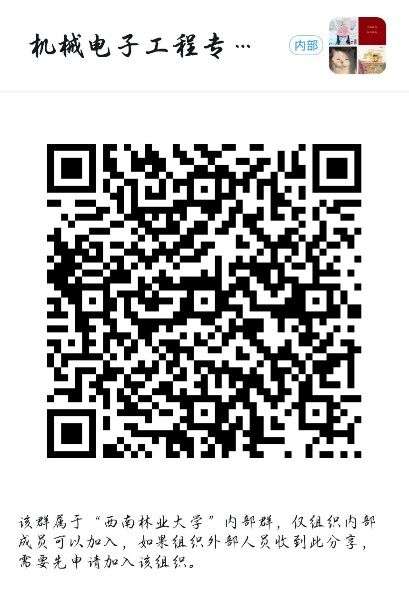 机械电子工程专…
内部
该群属于“西南林业大学”内部群，仅组织内部
成员可以加入，如果组织外部人员收到此分享，
需要先申请加入该组织。